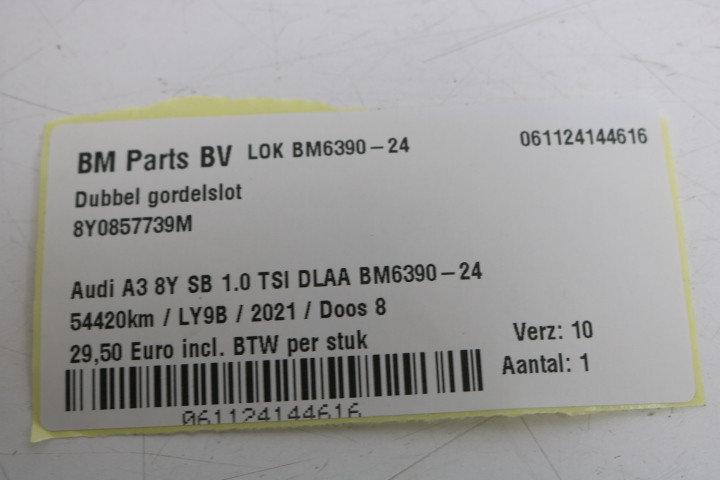 BM Parts BV LOK BM6390-24 061124144616
Dubbel gordelslot
8Y0857739M
Audi A3 8Y SB 1.0 TSI DLAA BM6390-24
54420km / LY9B / 2021 / Doos 8
29,50 Euro incl. BTW per stuk
Verz: 10
Aantal: 1
061124144616